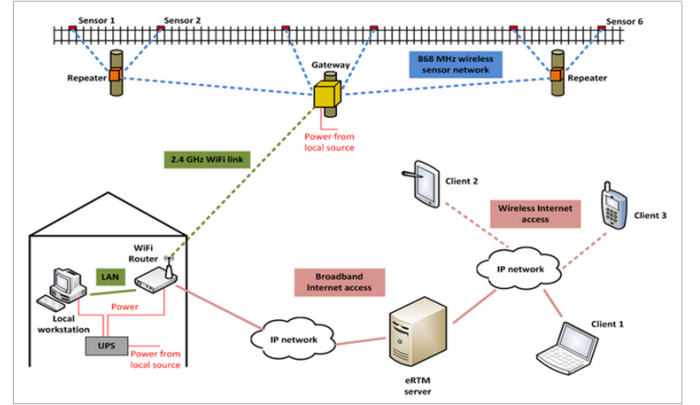 Sensor 1
Sensor 2
Sensor 6
Repeater
Gateway
868 MHz wireless
sensor network
Repeater
Power from
local source
2.4 GHz WiFi link
Client 2
Wireless Internet
access
Client 3
WiFi
Router
LAN
Broadband
Internet access
IP network
Power
Local
workstation
UPS
Power from
local source
IP network
Client 1
eRTM
server